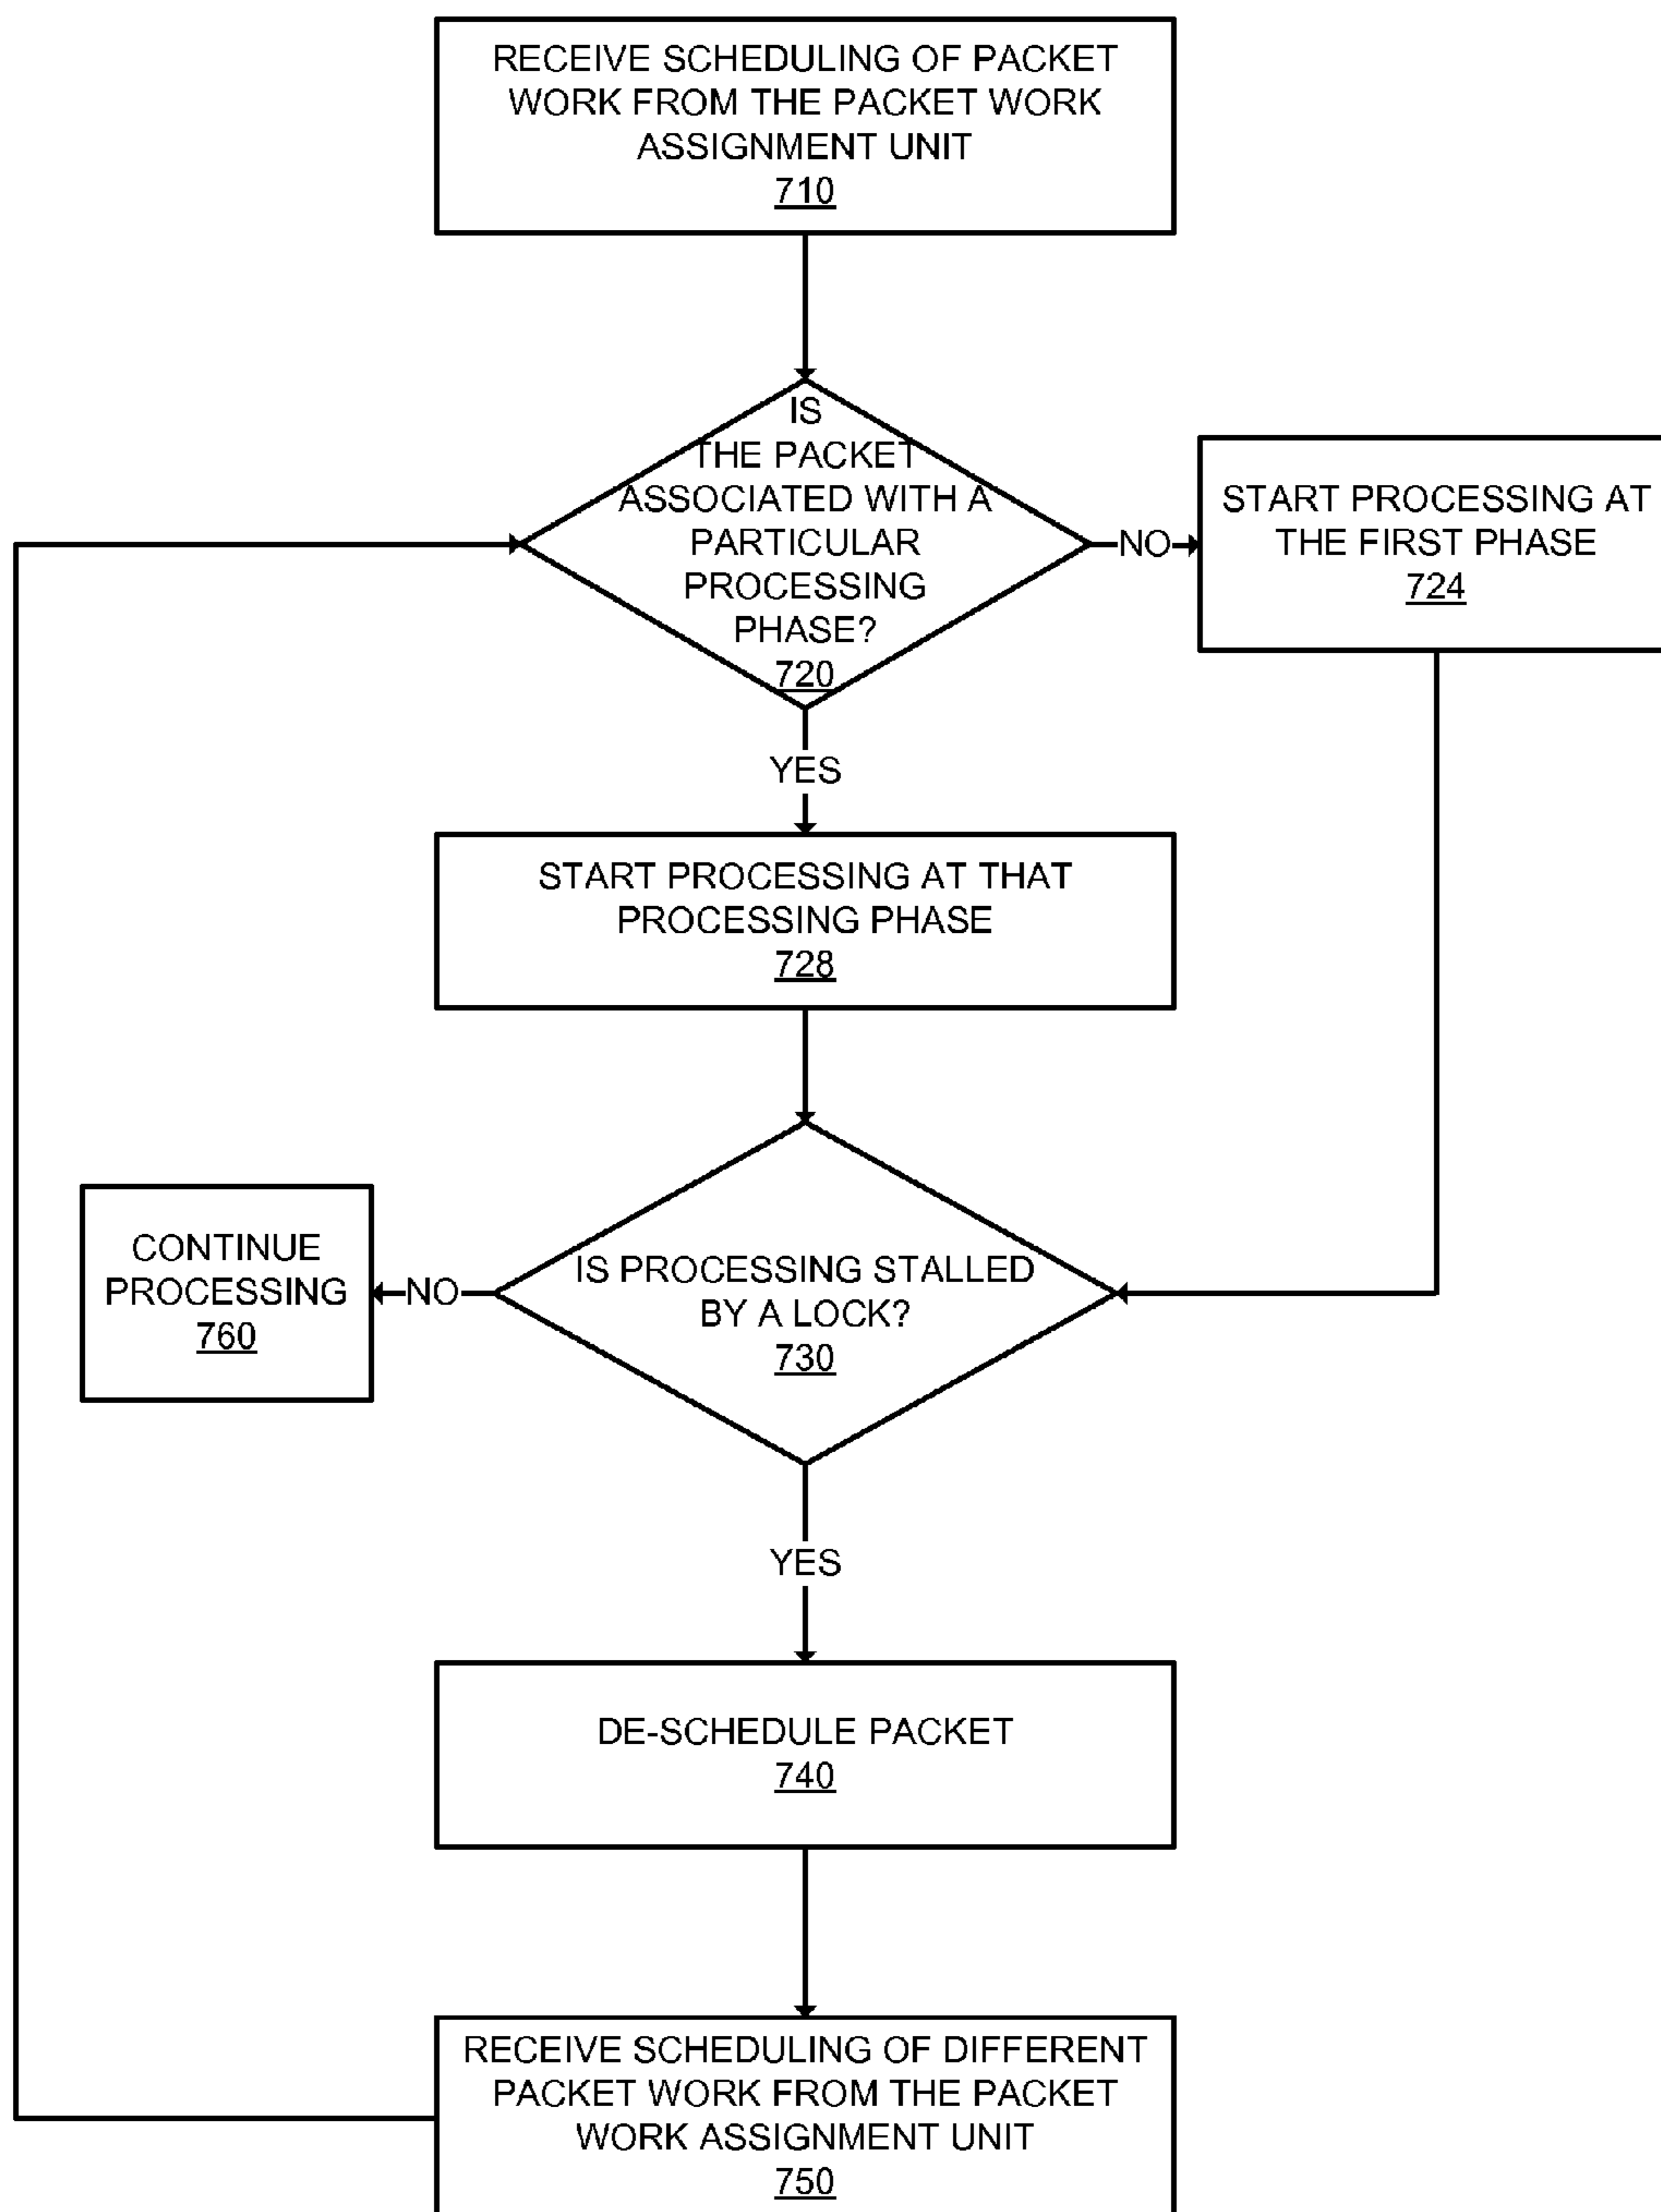 RECEIVE SCHEDULING OF PACKET
WORK FROM THE PACKET WORK
ASSIGNMENT UNIT
710
IS
THE PACKET
ASSOCIATED WITH A
PARTICULAR
PROCESSING
PHASE?
720
NO
START PROCESSING AT
THE FIRST PHASE
724
YES
START PROCESSING AT THAT
PROCESSING PHASE
728
IS PROCESSING STALLED
BY A LOCK?
730
NO
CONTINUE
PROCESSING
760
YES
DE-SCHEDULE PACKET
740
RECEIVE SCHEDULING OF DIFFERENT
PACKET WORK FROM THE PACKET
WORK ASSIGNMENT UNIT
750